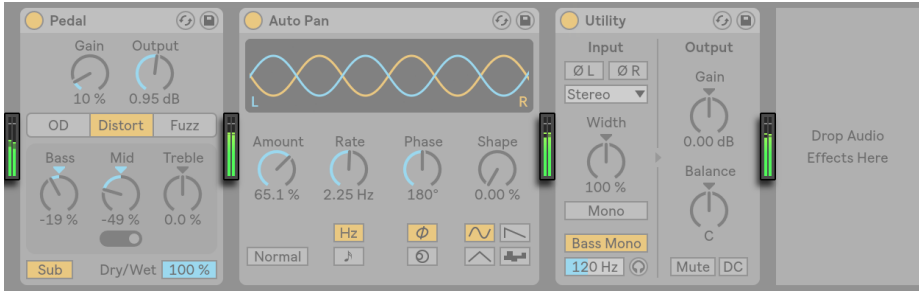 Pedal
Gain Output
10 % 0.95 dB
OD Distort Fuzz
Bass Mid Treble
-19 % -49 % 0.0 %
Sub Dry/Wet 100 %
Auto Pan
L R
Amount Rate Phase Shape
65.1 % 2.25 Hz 180° 0.00 %
Hz
Normal
Utility
Input Output
Ø L Ø R
Stereo
Gain
0.00 dB
Width
100 %
Balance
C
Mono
Bass Mono
120 Hz
Mute DC
Drop Audio
Effects Here